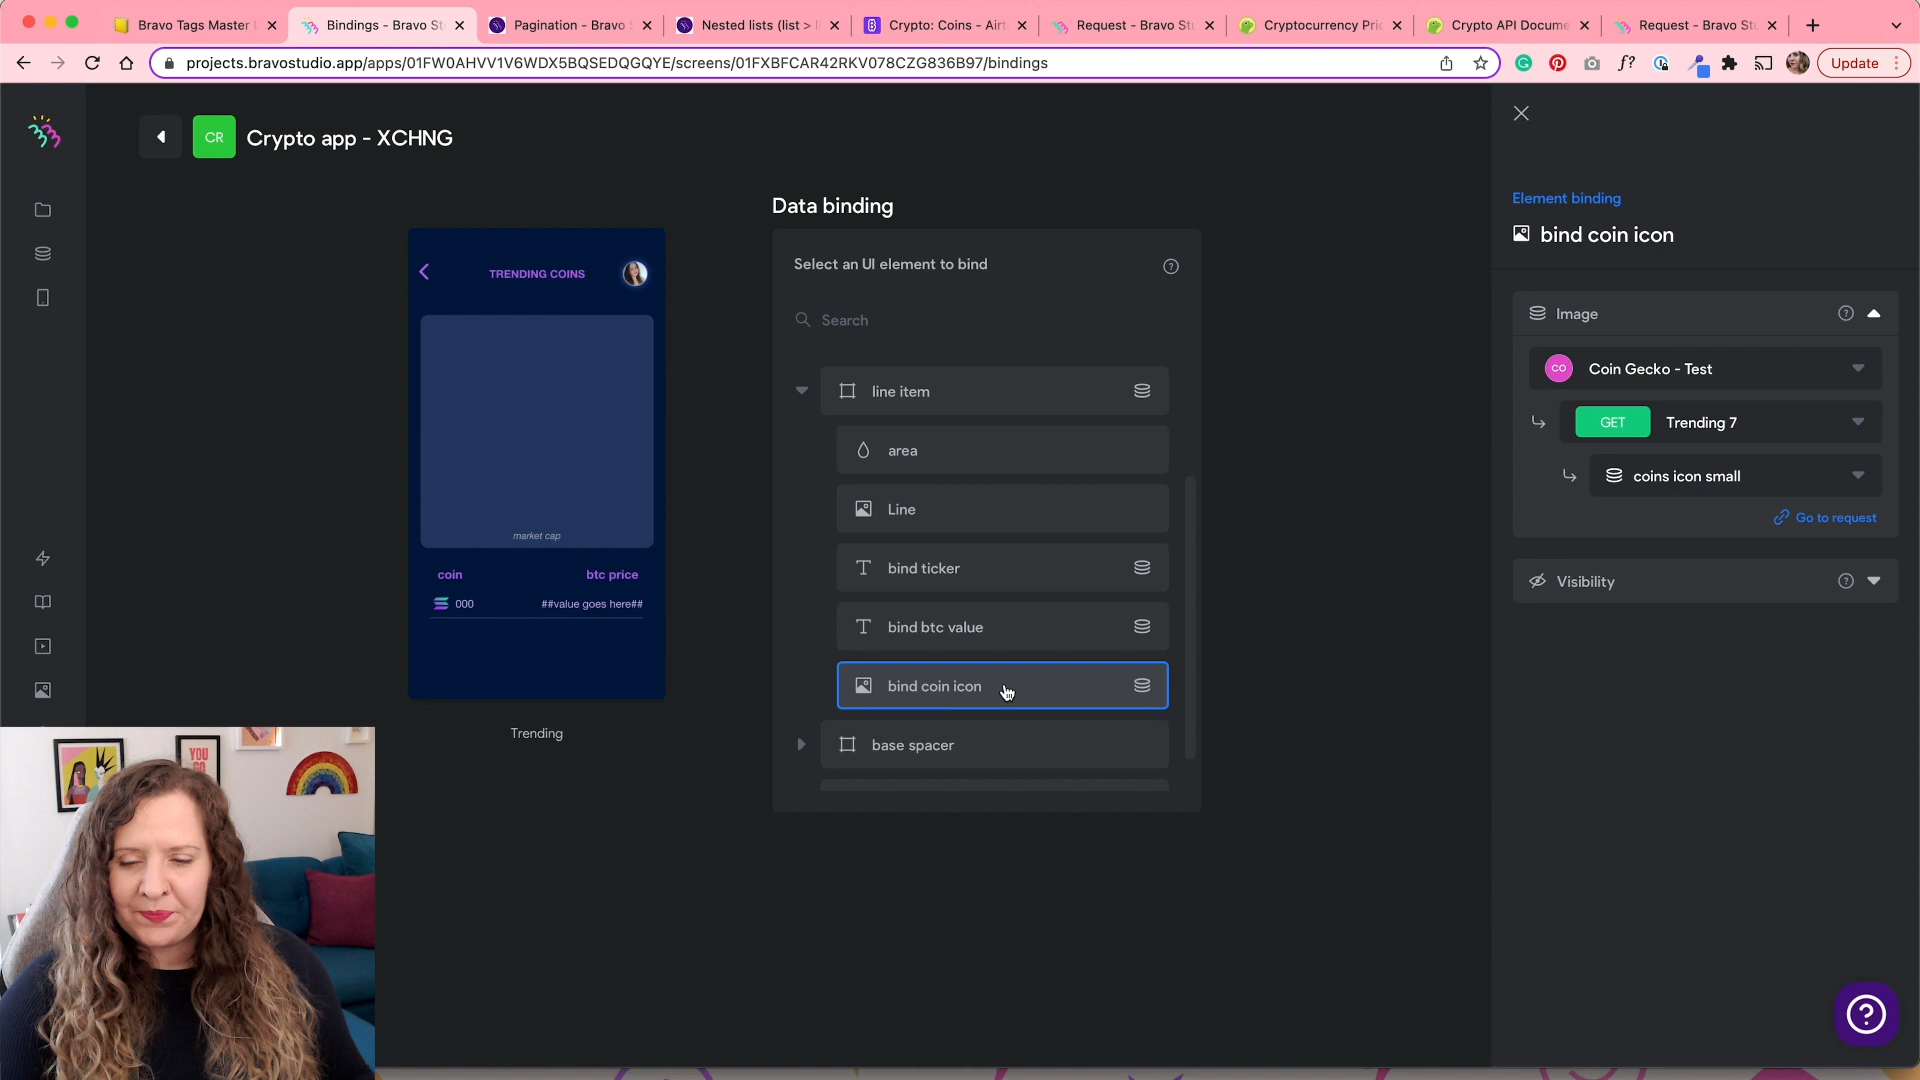 Bravo Tags Master
Bindings - Bravo St
Pagination - Bravo S
Nested lists (list > li
Crypto: Coins - Airt
Request - Bravo Stu
Cryptocurrency Pric
Crypto API Docume
Request - Bravo Stu
projects.bravostudio.app/apps/01FW0AHVV1V6WDX5BQSEDQGQYE/screens/01FXBFCAR42RKV078CZG836B97/bindings
f?
Update
CR
Crypto app - XCHNG
TRENDING COINS
market cap
coin
btc price
000
##value goes here##
Trending
Data binding
Select an UI element to bind
Search
line item
area
Line
bind ticker
bind btc value
bind coin icon
base spacer
Element binding
bind coin icon
Image
CO
Coin Gecko - Test
GET
Trending 7
coins icon small
Go to request
Visibility
YOU
GO